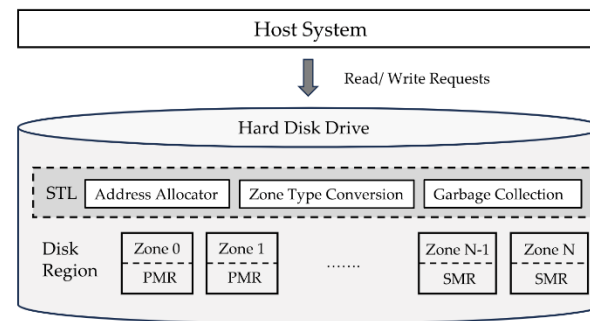 Host System
Read/ Write Requests
Hard Disk Drive
STL Address Allocator Zone Type Conversion Garbage Collection
Disk Region
Zone 0 Zone 1 ....... Zone N-1 Zone N
PMR PMR SMR SMR